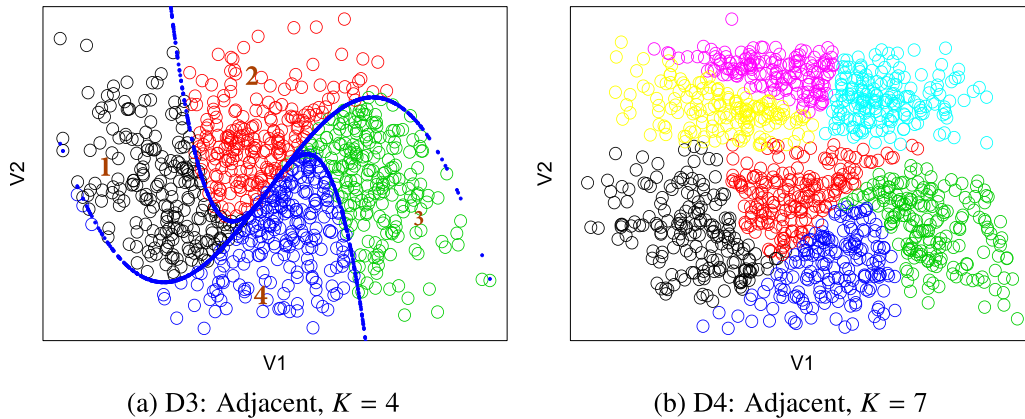 2
1
3
4
V2
V1
V2
V1
(a) D3: Adjacent, K = 4
(b) D4: Adjacent, K = 7